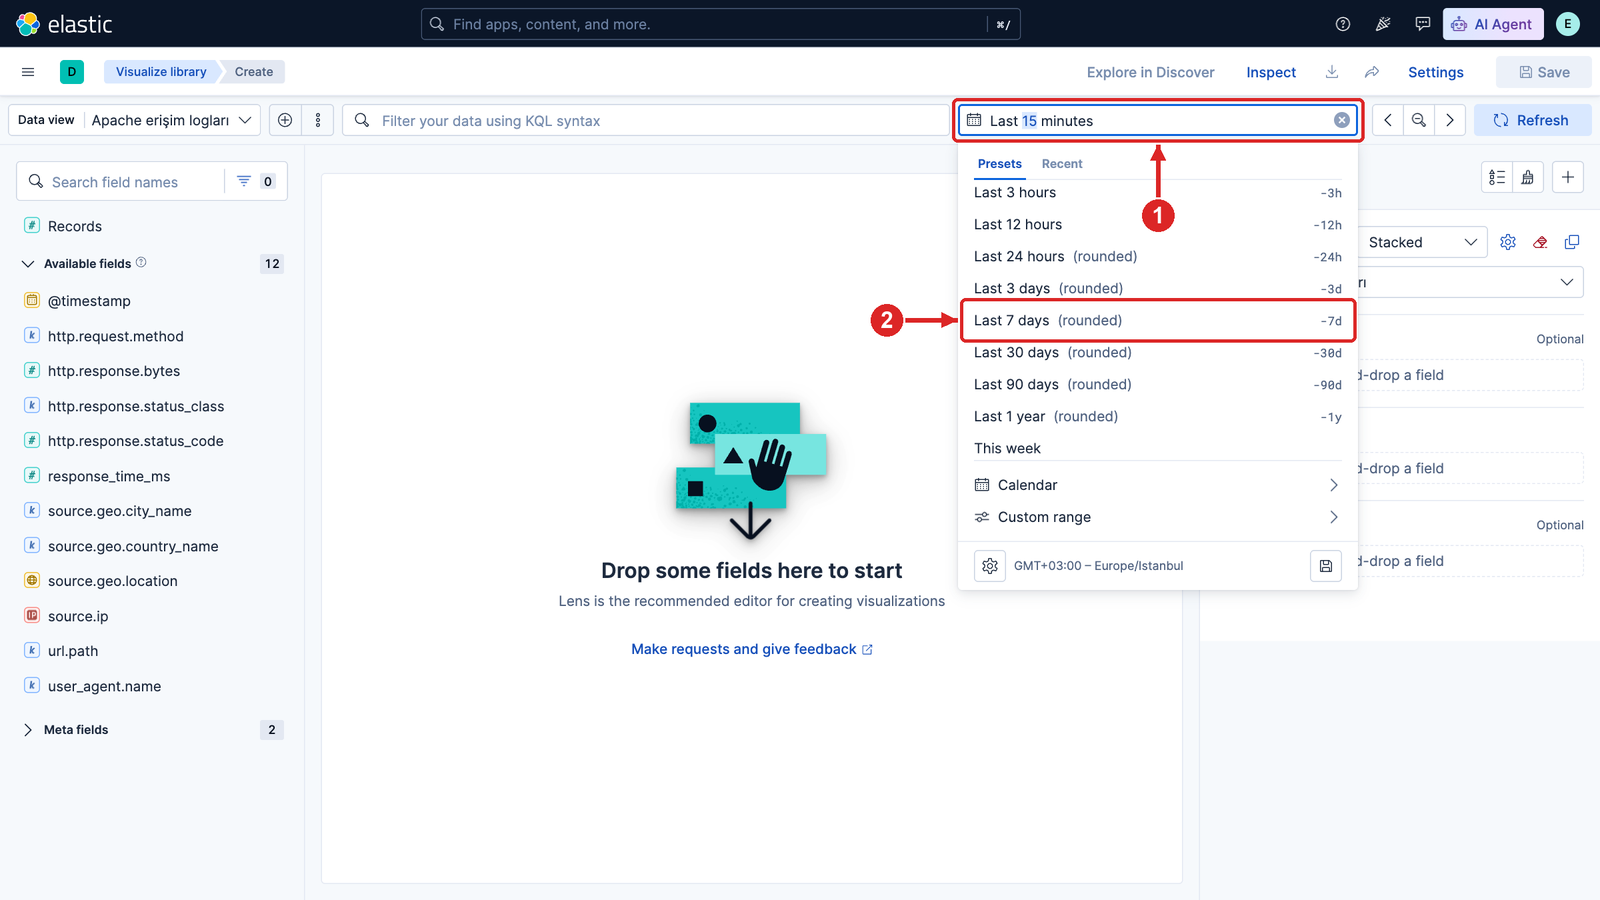 elastic
Find apps, content, and more.
⌘/
AI Agent
E
D
Visualize library
Create
Explore in Discover
Inspect
Settings
Save
Data view
Apache erişim logları
Filter your data using KQL syntax
Last 15 minutes
Refresh
Search field names
0
Records
Available fields
12
@timestamp
http.request.method
http.response.bytes
http.response.status_class
http.response.status_code
response_time_ms
source.geo.city_name
source.geo.country_name
source.geo.location
source.ip
url.path
user_agent.name
Meta fields
2
Drop some fields here to start
Lens is the recommended editor for creating visualizations
Make requests and give feedback
Presets
Recent
1
Last 3 hours -3h
Last 12 hours -12h
Last 24 hours (rounded) -24h
Last 3 days (rounded) -3d
2
Last 7 days (rounded) -7d
Last 30 days (rounded) -30d
Last 90 days (rounded) -90d
Last 1 year (rounded) -1y
This week
Calendar
Custom range
GMT+03:00 – Europe/Istanbul
Stacked
Optional
d-drop a field
d-drop a field
Optional
d-drop a field